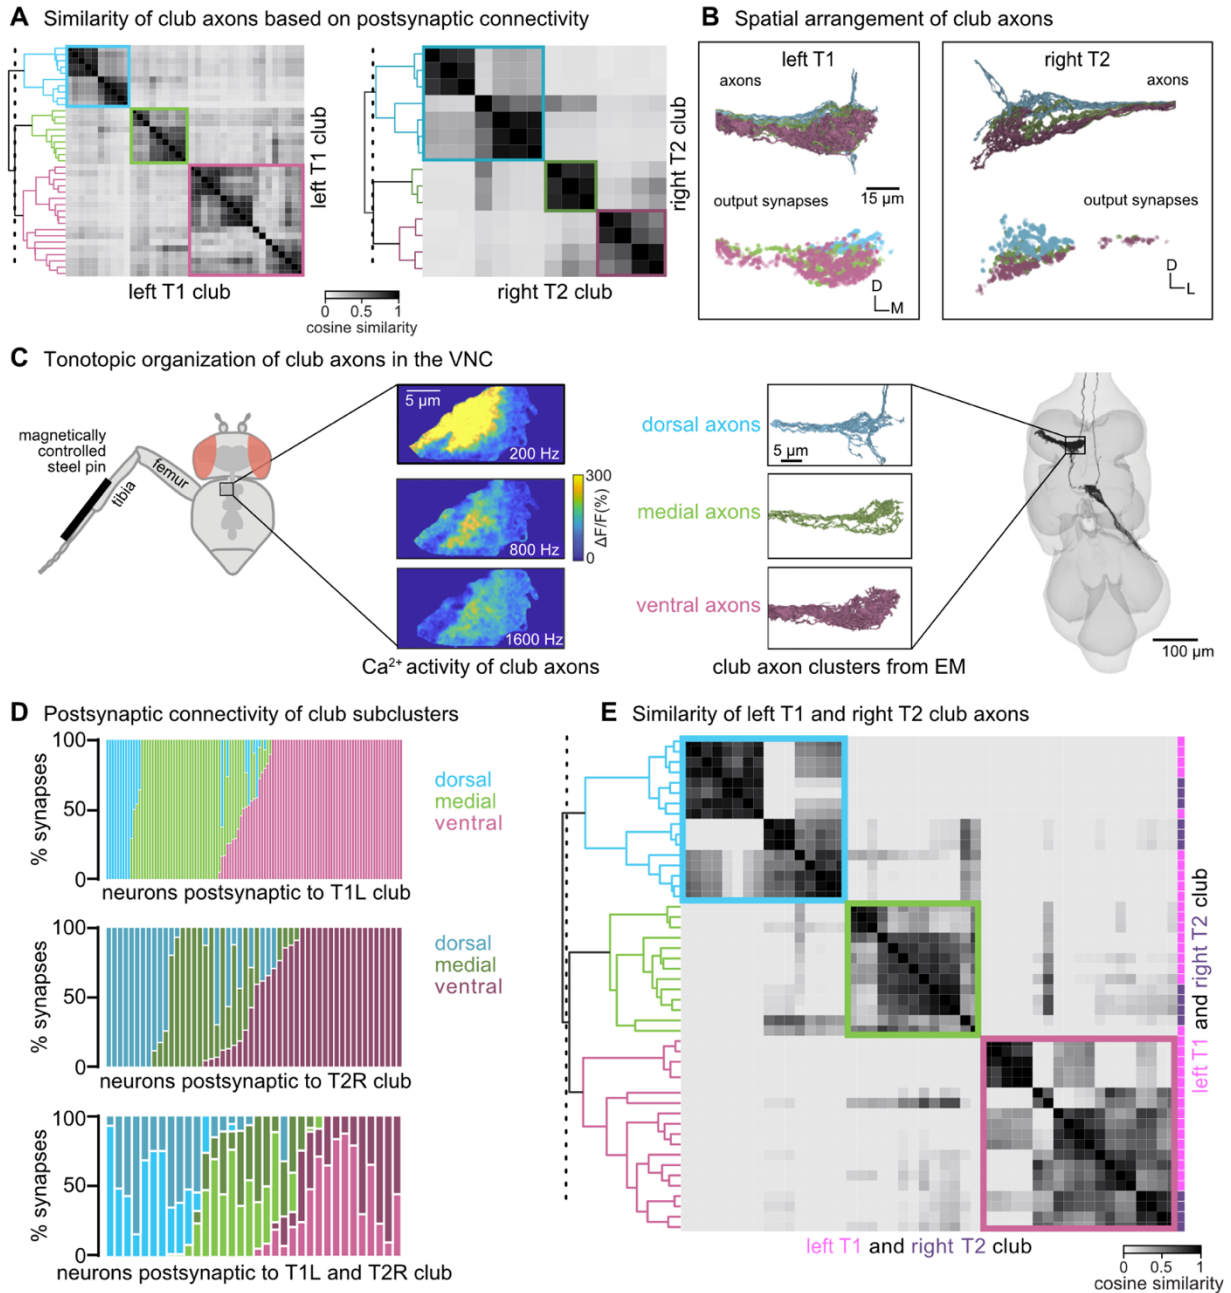 A Similarity of club axons based on postsynaptic connectivity
left T1 club
left T1 club
right T2 club
right T2 club
0 0.5 1
cosine similarity
B Spatial arrangement of club axons
left T1
axons
15 µm
output synapses
D
M
right T2
axons
output synapses
D
L
C Tonotopic organization of club axons in the VNC
magnetically
controlled
steel pin
tibia
femur
5 µm
200 Hz
800 Hz
1600 Hz
300
0
ΔF/F(%)
Ca2+ activity of club axons
dorsal axons
5 µm
medial axons
ventral axons
club axon clusters from EM
100 µm
D Postsynaptic connectivity of club subclusters
100
50
0
% synapses
neurons postsynaptic to T1L club
dorsal
medial
ventral
100
50
0
% synapses
neurons postsynaptic to T2R club
dorsal
medial
ventral
100
50
0
% synapses
neurons postsynaptic to T1L and T2R club
E Similarity of left T1 and right T2 club axons
left T1 and right T2 club
left T1 and right T2 club
0 0.5 1
cosine similarity